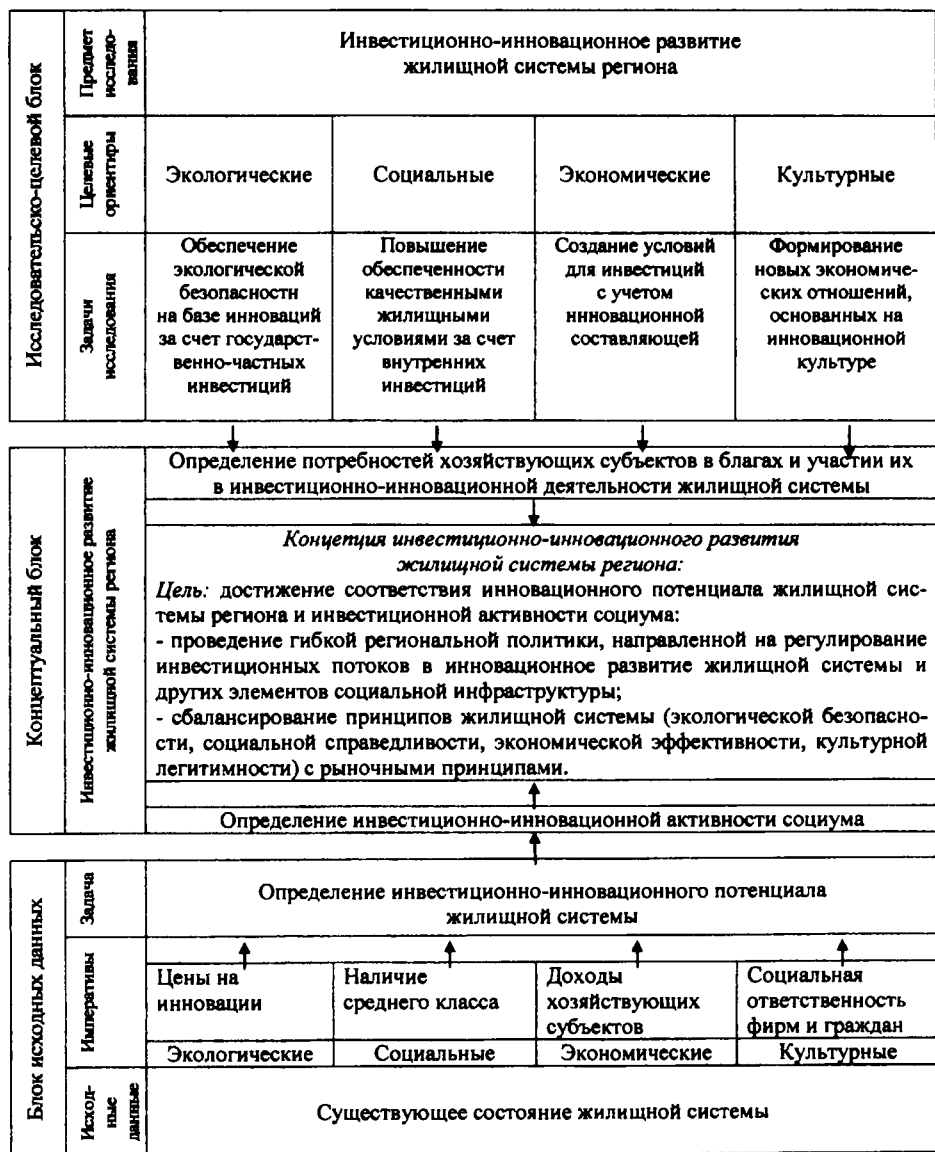 Исследовательско-целевой блок
Предмет
исследо-
вания
Инвестиционно-инновационное развитие
жилищной системы региона
Целевые
ориентиры
Экологические
Социальные
Экономические
Культурные
Задачи
исследования
Обеспечение
экологической
безопасности
на базе инноваций
за счет государст-
венно-частных
инвестиций
Повышение
обеспеченности
качественными
жилищными
условиями за счет
внутренних
инвестиций
Создание условий
для инвестиций
с учетом
ннновационной
составляющей
Формирование
новых экономиче-
ских отношений,
основанных на
инновационной
культуре
Концептуальный блок
Инвестиционно-инновационное развитие
жилищной системы региона
Определение потребностей хозяйствующих субъектов в благах и участии их
в инвестиционно-инновационной деятельности жилищной системы
Концепция инвестиционно-инновационного развития
жилищной системы региона:
Цель: достижение соответствия инновационного потенциала жилищной сис-
темы региона и инвестиционной активности социума:
- проведение гибкой региональной политики, направленной на регулирование
инвестиционных потоков в инновационное развитие жилищной системы и
других элементов социальной инфраструктуры;
- сбалансирование принципов жилищной системы (экологической безопасно-
сти, социальной справедливости, экономической эффективности, культурной
легитимности) с рыночными принципами.
Определение инвестиционно-инновационной активности социума
Блок исходных данных
Задача
Определение инвестиционно-инновационного потенциала
жилищной системы
Императивы
Цены на
инновации
Наличие
среднего класса
Доходы
хозяйствующих
субъектов
Социальная
ответственность
фирм и граждан
Экологические
Социальные
Экономические
Культурные
Исход-
ные
данные
Существующее состояние жилищной системы